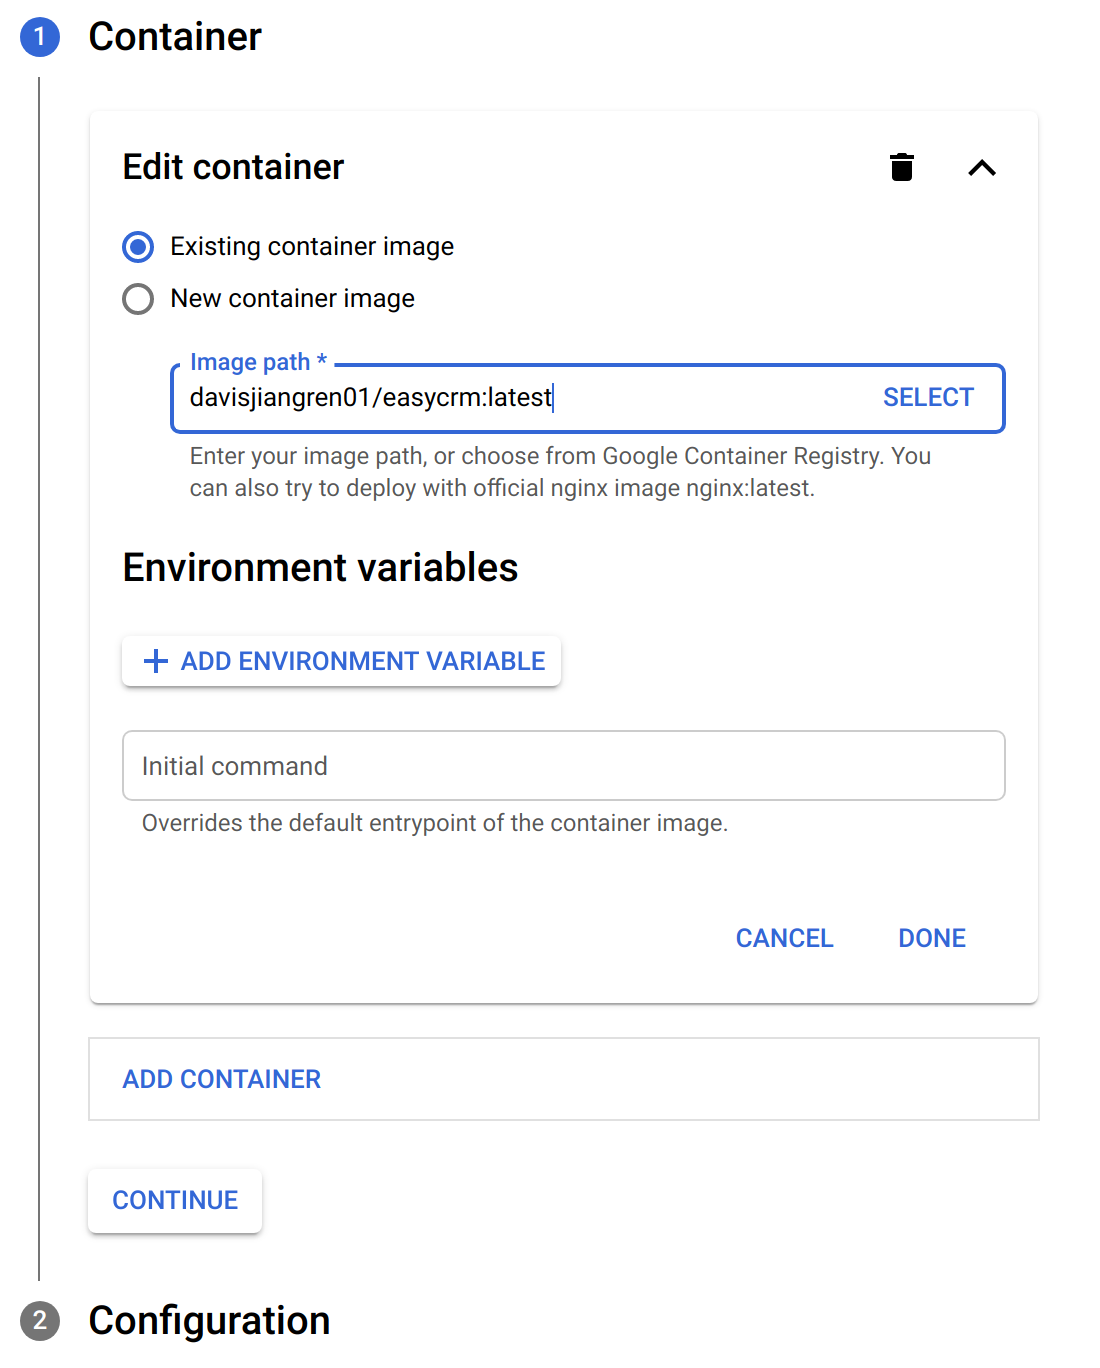 1 Container
Edit container
Existing container image
New container image
Image path *
davisjiangren01/easycrm:latest SELECT
Enter your image path, or choose from Google Container Registry. You
can also try to deploy with official nginx image nginx:latest.
Environment variables
ADD ENVIRONMENT VARIABLE
Initial command
Overrides the default entrypoint of the container image.
CANCEL DONE
ADD CONTAINER
CONTINUE
2 Configuration